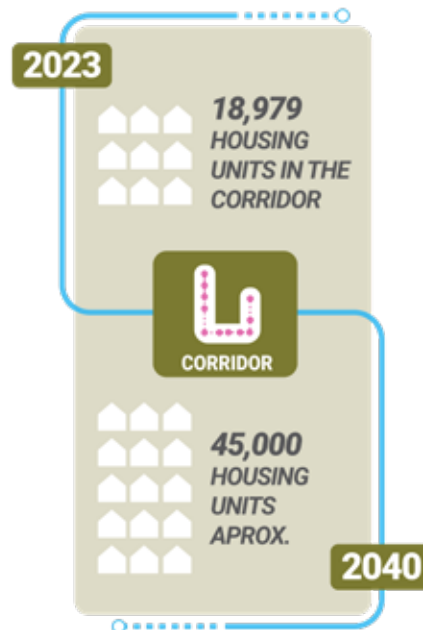 2023
18,979
HOUSING
UNITS IN THE
CORRIDOR
CORRIDOR
45,000
HOUSING
UNITS
APROX.
2040